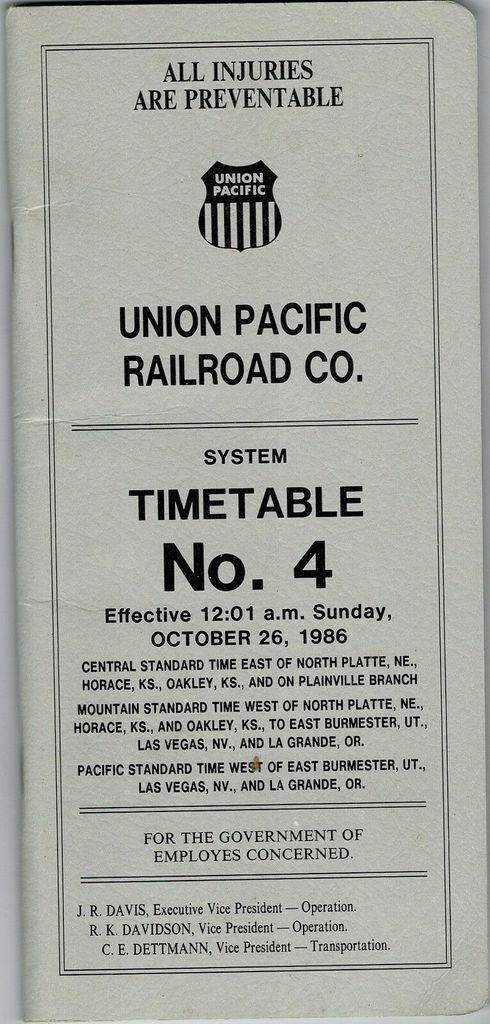 ALL INJURIES
ARE PREVENTABLE
UNION
PACIFIC
UNION PACIFIC
RAILROAD CO.
SYSTEM
TIMETABLE
No. 4
Effective 12:01 a.m. Sunday,
OCTOBER 26, 1986
CENTRAL STANDARD TIME EAST OF NORTH PLATTE, NE.,
HORACE, KS., OAKLEY, KS., AND ON PLAINVILLE BRANCH
MOUNTAIN STANDARD TIME WEST OF NORTH PLATTE, NE.,
HORACE, KS., AND OAKLEY, KS., TO EAST BURMESTER, UT.,
LAS VEGAS, NV., AND LA GRANDE, OR.
PACIFIC STANDARD TIME WEST OF EAST BURMESTER, UT.,
LAS VEGAS, NV., AND LA GRANDE, OR.
FOR THE GOVERNMENT OF
EMPLOYES CONCERNED.
J. R. DAVIS, Executive Vice President — Operation.
R. K. DAVIDSON, Vice President — Operation.
C. E. DETTMANN, Vice President — Transportation.